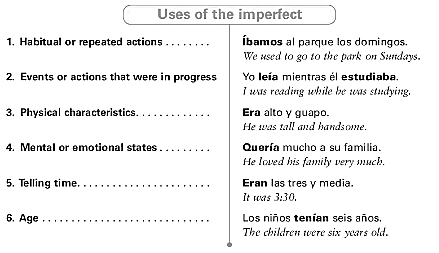 Uses of the imperfect
1. Habitual or repeated actions . . . . . . . .
Íbamos al parque los domingos.
We used to go to the park on Sundays.
2. Events or actions that were in progress
Yo leía mientras él estudiaba.
I was reading while he was studying.
3. Physical characteristics. . . . . . . . . . . .
Era alto y guapo.
He was tall and handsome.
4. Mental or emotional states . . . . . . . . .
Quería mucho a su familia.
He loved his family very much.
5. Telling time. . . . . . . . . . . . . . . . . . . . . .
Eran las tres y media.
It was 3:30.
6. Age . . . . . . . . . . . . . . . . . . . . . . . . . . . .
Los niños tenían seis años.
The children were six years old.